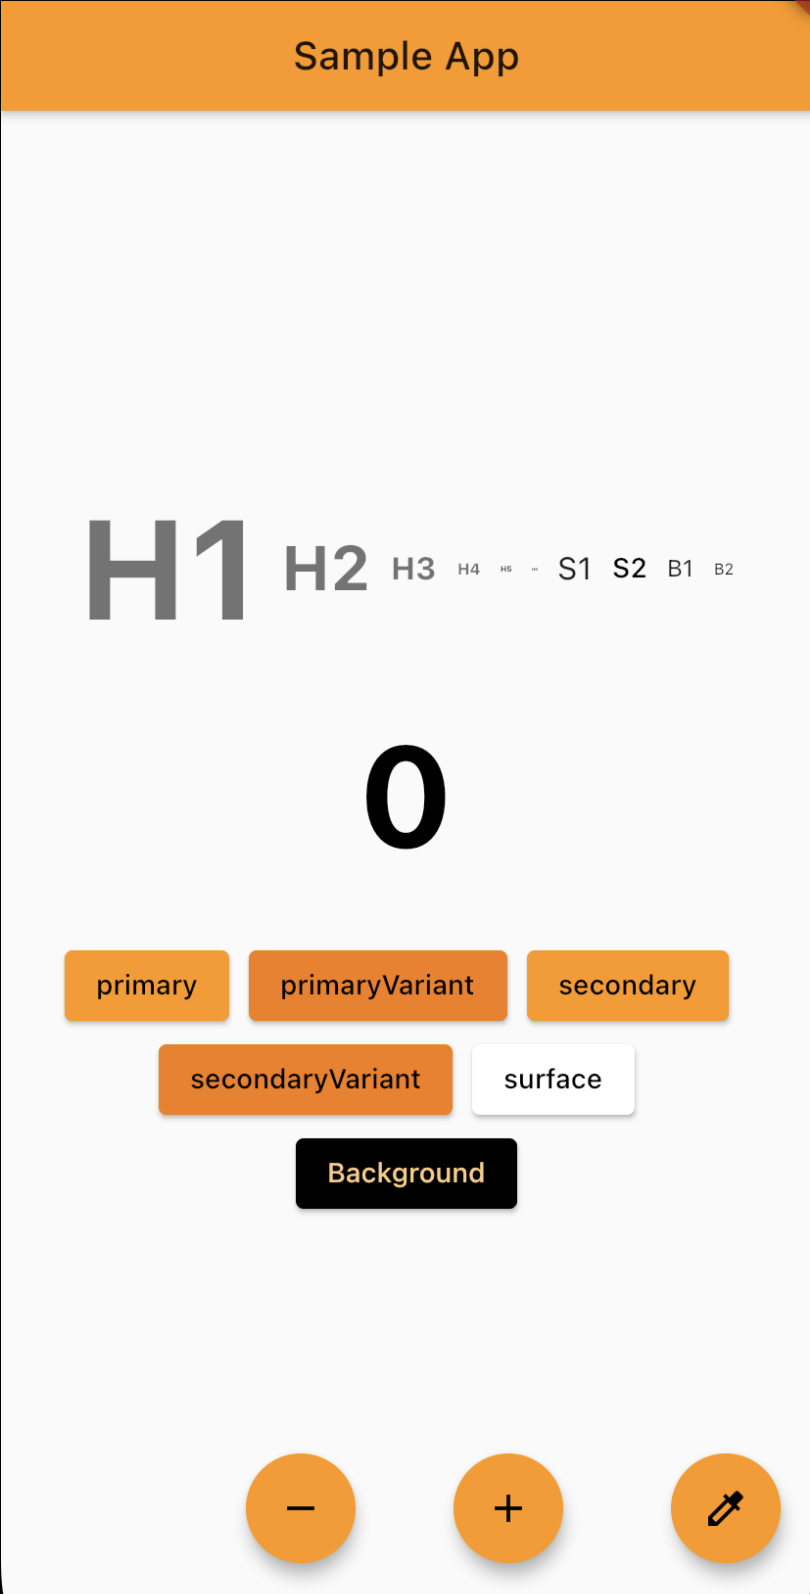 Sample App
H1 H2 H3 H4 H5 S1 S2 B1 B2
0
primary primaryVariant secondary
secondaryVariant surface
Background